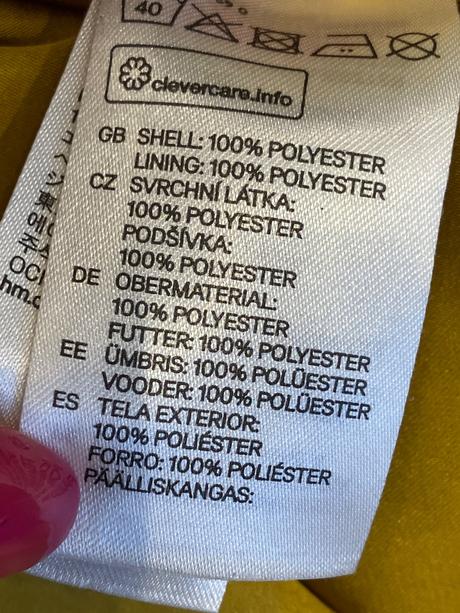 40
clevercare.info
GB SHELL: 100% POLYESTER
LINING: 100% POLYESTER
CZ SVRCHNÍ LÁTKA:
100% POLYESTER
PODŠÍVKA:
100% POLYESTER
DE OBERMATERIAL:
100% POLYESTER
FUTTER: 100% POLYESTER
EE ÜMBRIS: 100% POLÜESTER
VOODER: 100% POLÜESTER
ES TELA EXTERIOR:
100% POLIÉSTER
FORRO: 100% POLIÉSTER
PÄÄLLISKANGAS: